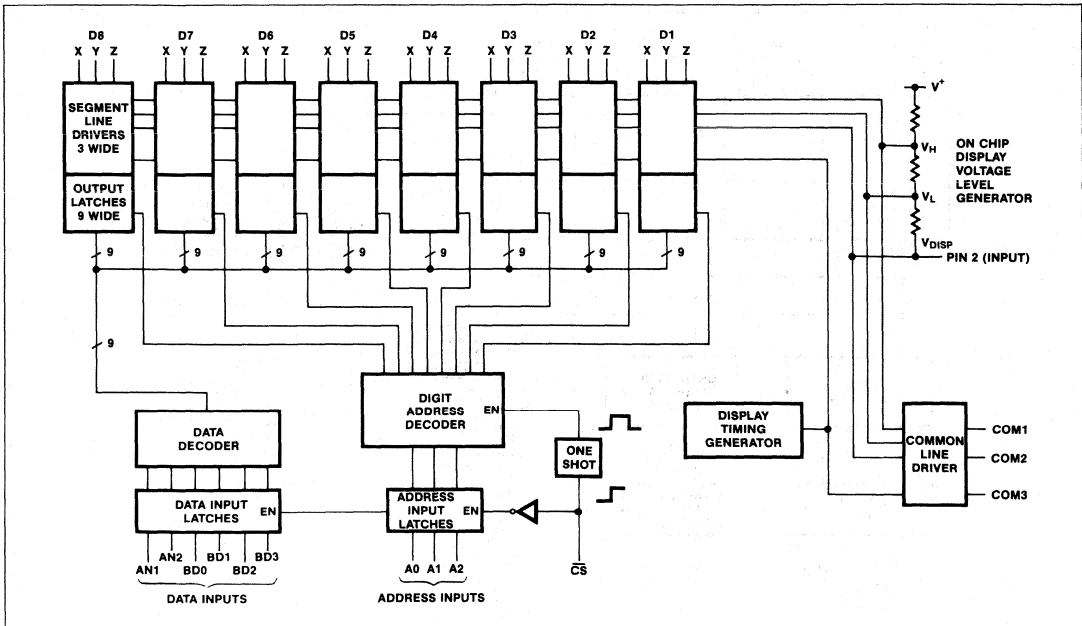 D8 D7 D6 D5 D4 D3 D2 D1
X Y Z X Y Z X Y Z X Y Z X Y Z X Y Z X Y Z X Y Z
SEGMENT
LINE
DRIVERS
3 WIDE
OUTPUT
LATCHES
9 WIDE
V+
VH
ON CHIP
DISPLAY
VOLTAGE
LEVEL
GENERATOR
VL
VDISP
PIN 2 (INPUT)
9 9 9 9 9 9 9 9
9
DIGIT
ADDRESS
DECODER
EN
DATA
DECODER
ONE
SHOT
DISPLAY
TIMING
GENERATOR
COMMON
LINE
DRIVER
COM1
COM2
COM3
DATA INPUT
LATCHES
EN
ADDRESS
INPUT
LATCHES
EN
AN1 AN2 BD0 BD1 BD2 BD3
A0 A1 A2
C̅S̅
DATA INPUTS
ADDRESS INPUTS